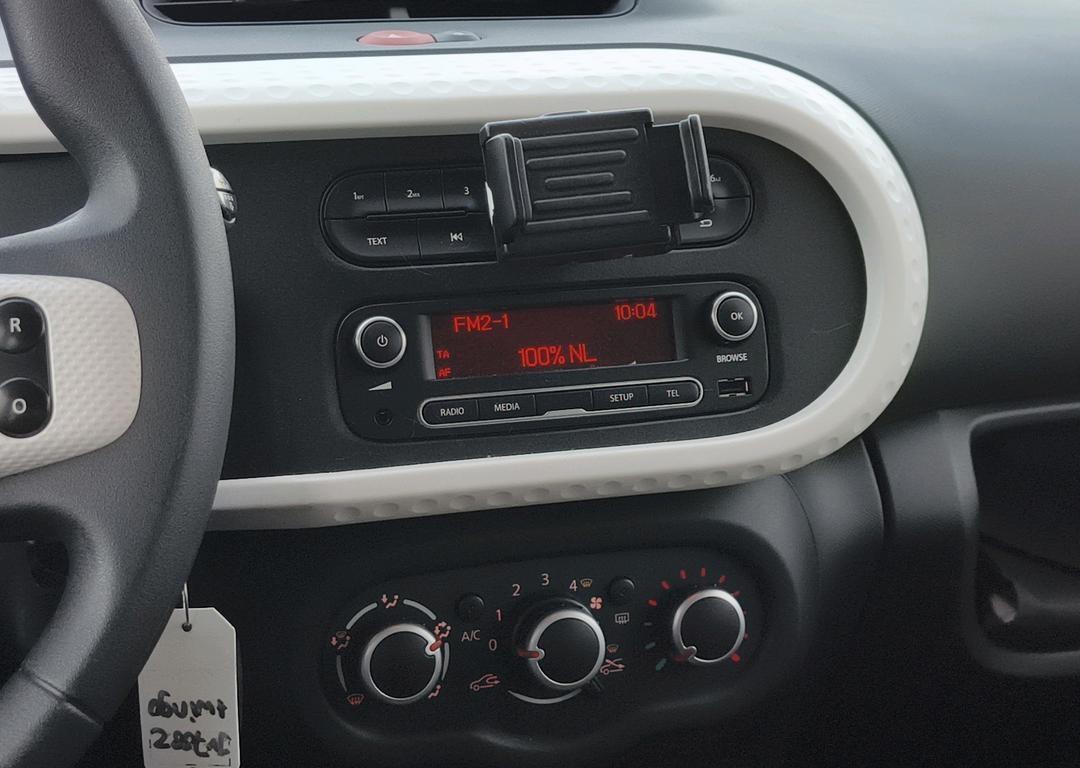 1 2 3 6
TEXT
FM2-1 10:04
TA
100% NL
AF
OK
BROWSE
RADIO MEDIA SETUP TEL
R
O
0 1 2 3 4
A/C